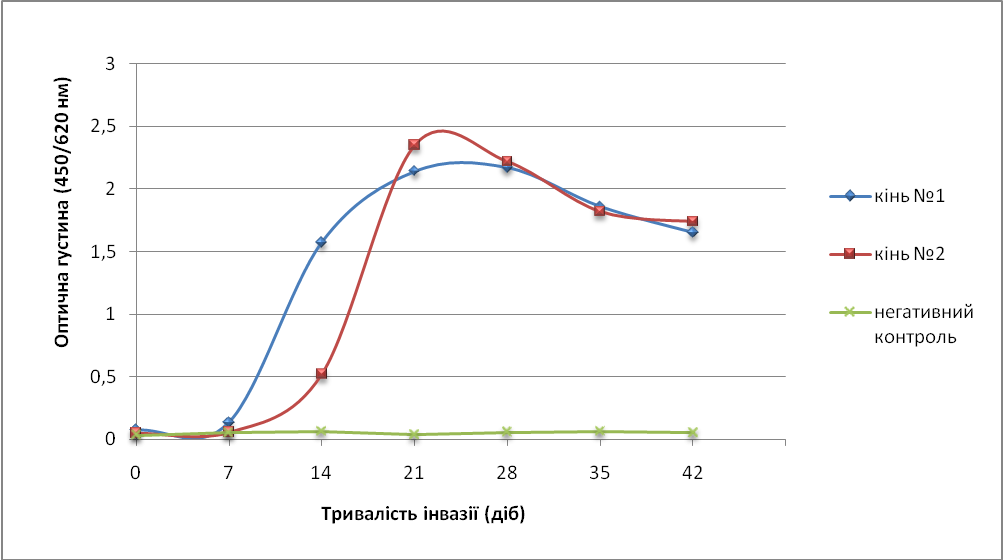 Оптична густина (450/620 нм)
3
2,5
2
1,5
1
0,5
0
0 7 14 21 28 35 42
Тривалість інвазії (діб)
кінь №1
кінь №2
негативний
контроль